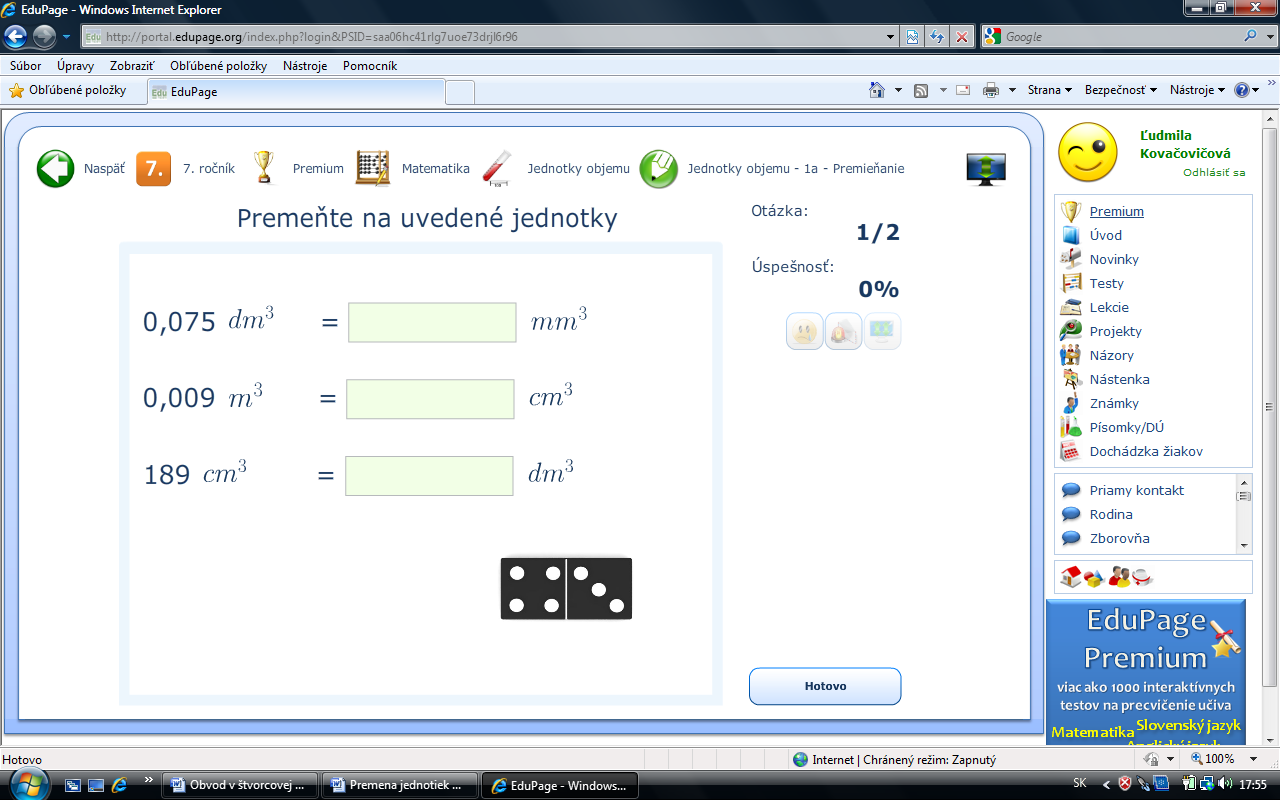 EduPage - Windows Internet Explorer
Edu http://portal.edupage.org/index.php?login&PSID=saa06hc41rlg7uoe73drjl6r96
Google
Súbor Úpravy Zobraziť Obľúbené položky Nástroje Pomocník
Obľúbené položky Edu EduPage Strana Bezpečnosť Nástroje
Naspäť 7. 7. ročník Premium Matematika Jednotky objemu Jednotky objemu - 1a - Premieňanie
Premeňte na uvedené jednotky
0,075 dm³ = mm³
0,009 m³ = cm³
189 cm³ = dm³
Otázka:
1/2
Úspešnosť:
0%
Hotovo
Ľudmila
Kovačovičová
Odhlásiť sa
Premium
Úvod
Novinky
Testy
Lekcie
Projekty
Názory
Nástenka
Známky
Písomky/DÚ
Dochádzka žiakov
Priamy kontakt
Rodina
Zborovňa
EduPage
Premium
viac ako 1000 interaktívnych
testov na precvičenie učiva
Matematika Slovenský jazyk
Anglický jazyk
Hotovo Internet | Chránený režim: Zapnutý 100%
Obvod v štvorcovej ... Premena jednotiek ... EduPage - Windows... SK 17:55